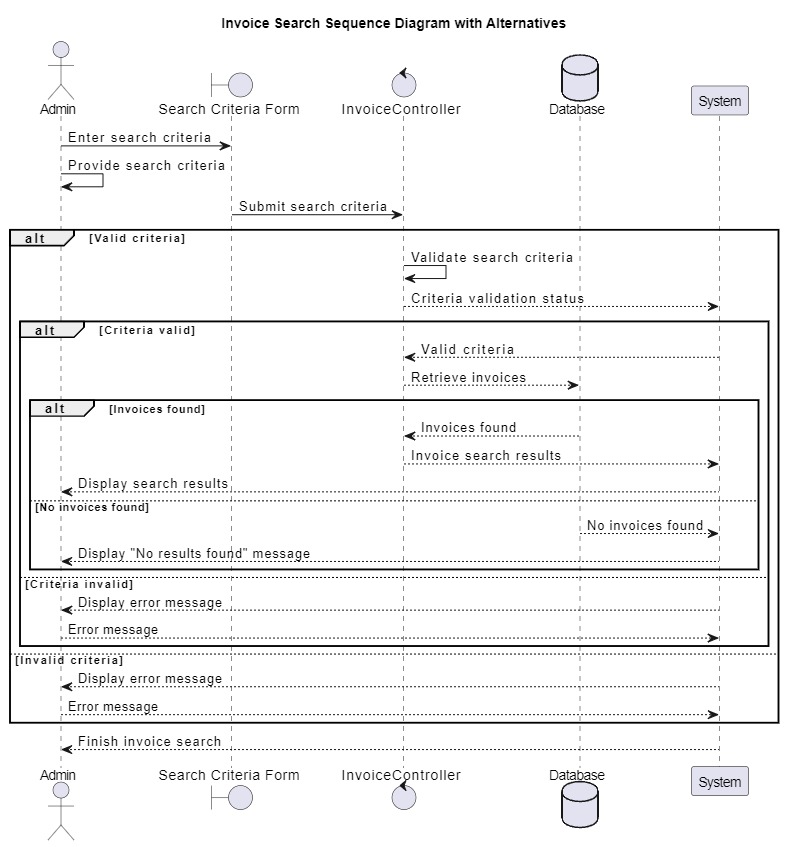 Invoice Search Sequence Diagram with Alternatives
Admin
Search Criteria Form
InvoiceController
Database
System
Enter search criteria
Provide search criteria
Submit search criteria
alt [Valid criteria]
Validate search criteria
Criteria validation status
alt [Criteria valid]
Valid criteria
Retrieve invoices
alt [Invoices found]
Invoices found
Invoice search results
Display search results
[No invoices found]
No invoices found
Display "No results found" message
[Criteria invalid]
Display error message
Error message
[Invalid criteria]
Display error message
Error message
Finish invoice search
Admin
Search Criteria Form
InvoiceController
Database
System